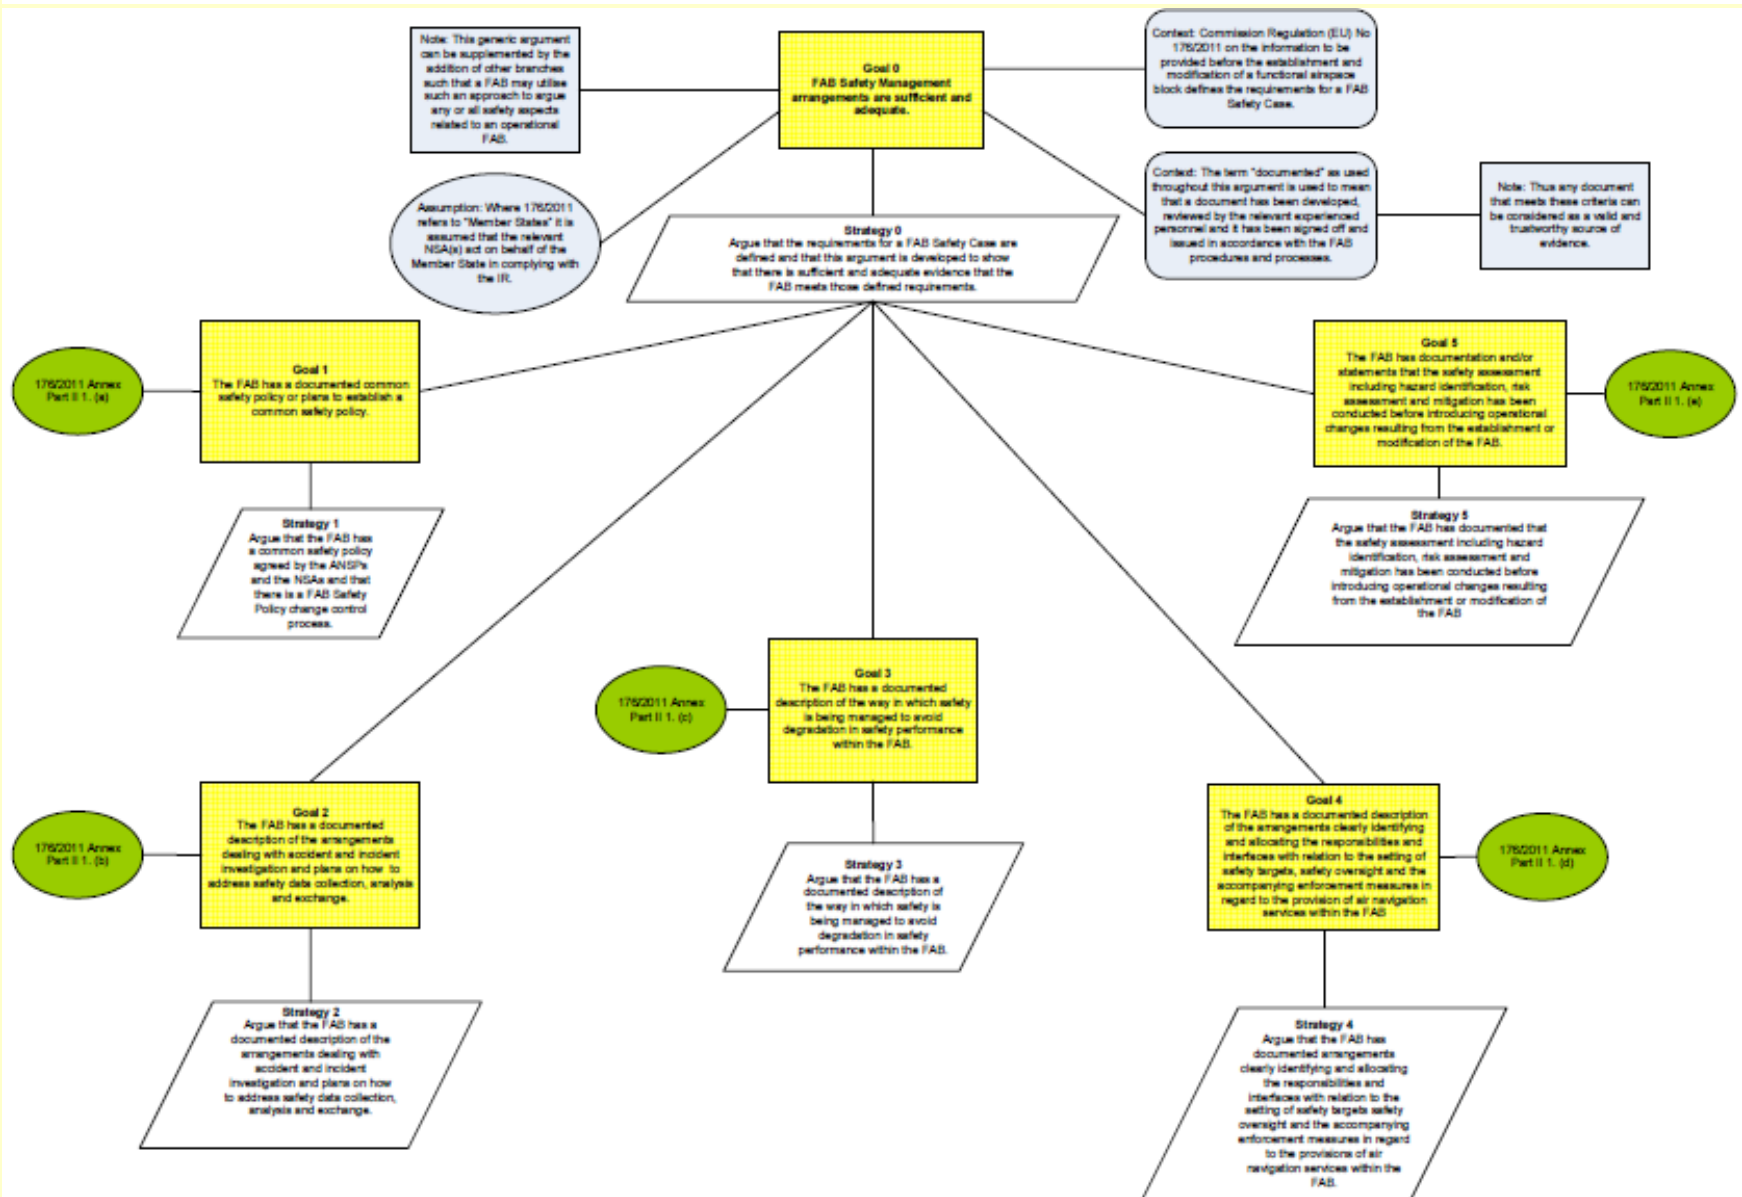 Note: This generic argument
can be supplemented by the
addition of other branches
such that a FAB may utilise
such an approach to argue
any or all safety aspects
related to an operational
FAB.
Goal 0
FAB Safety Management
arrangements are sufficient and
adequate.
Context: Commission Regulation (EU) No
176/2011 on the information to be
provided before the establishment and
modification of a functional airspace
block defines the requirements for a FAB
Safety Case.
Assumption: Where 176/2011
refers to "Member States" it is
assumed that the relevant
NSA(s) act on behalf of the
Member State in complying with
the IR.
Strategy 0
Argue that the requirements for a FAB Safety Case are
defined and that this argument is developed to show
that there is sufficient and adequate evidence that the
FAB meets those defined requirements.
Context: The term "documented" as used
throughout this argument is used to mean
that a document has been developed,
reviewed by the relevant experienced
personnel and it has been signed off and
issued in accordance with the FAB
procedures and processes.
Note: Thus any document
that meets these criteria can
be considered as a valid and
trustworthy source of
evidence.
176/2011 Annex
Part II 1. (a)
Goal 1
The FAB has a documented common
safety policy or plans to establish a
common safety policy.
Goal 5
The FAB has documentation and/or
statements that the safety assessment
including hazard identification, risk
assessment and mitigation has been
conducted before introducing operational
changes resulting from the establishment or
modification of the FAB.
176/2011 Annex
Part II 1. (e)
Strategy 1
Argue that the FAB has
a common safety policy
agreed by the ANSPs
and the NSAs and that
there is a FAB Safety
Policy change control
process.
Strategy 5
Argue that the FAB has documented that
the safety assessment including hazard
identification, risk assessment and
mitigation has been conducted before
introducing operational changes resulting
from the establishment or modification of
the FAB
176/2011 Annex
Part II 1. (c)
Goal 3
The FAB has a documented
description of the way in which safety
is being managed to avoid
degradation in safety performance
within the FAB.
176/2011 Annex
Part II 1. (b)
Goal 2
The FAB has a documented
description of the arrangements
dealing with accident and incident
investigation and plans on how to
address safety data collection, analysis
and exchange.
Goal 4
The FAB has a documented description
of the arrangements clearly identifying
and allocating the responsibilities and
interfaces with relation to the setting of
safety targets, safety oversight and the
accompanying enforcement measures in
regard to the provision of air navigation
services within the FAB
176/2011 Annex
Part II 1. (d)
Strategy 3
Argue that the FAB has a
documented description of
the way in which safety is
being managed to avoid
degradation in safety
performance within the FAB.
Strategy 2
Argue that the FAB has a
documented description of the
arrangements dealing with
accident and incident
investigation and plans on how
to address safety data collection,
analysis and exchange.
Strategy 4
Argue that the FAB has
documented arrangements
clearly identifying and allocating
the responsibilities and
interfaces with relation to the
setting of safety targets safety
oversight and the accompanying
enforcement measures in regard
to the provisions of air
navigation services within the
FAB.